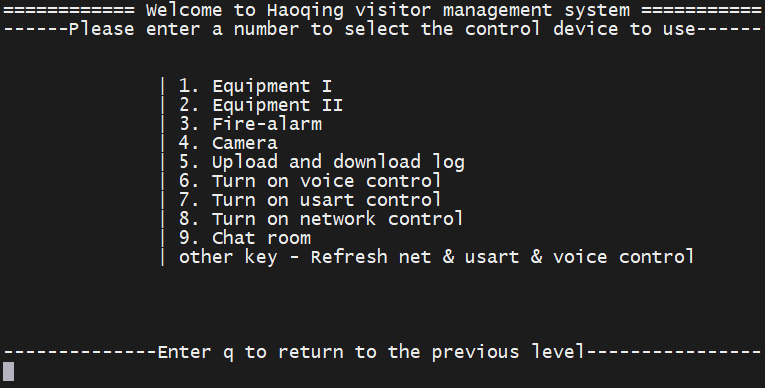 ============ Welcome to Haoqing visitor management system ===========
------Please enter a number to select the control device to use------
| 1. Equipment I
| 2. Equipment II
| 3. Fire-alarm
| 4. Camera
| 5. Upload and download log
| 6. Turn on voice control
| 7. Turn on usart control
| 8. Turn on network control
| 9. Chat room
| other key - Refresh net & usart & voice control
--------------Enter q to return to the previous level----------------